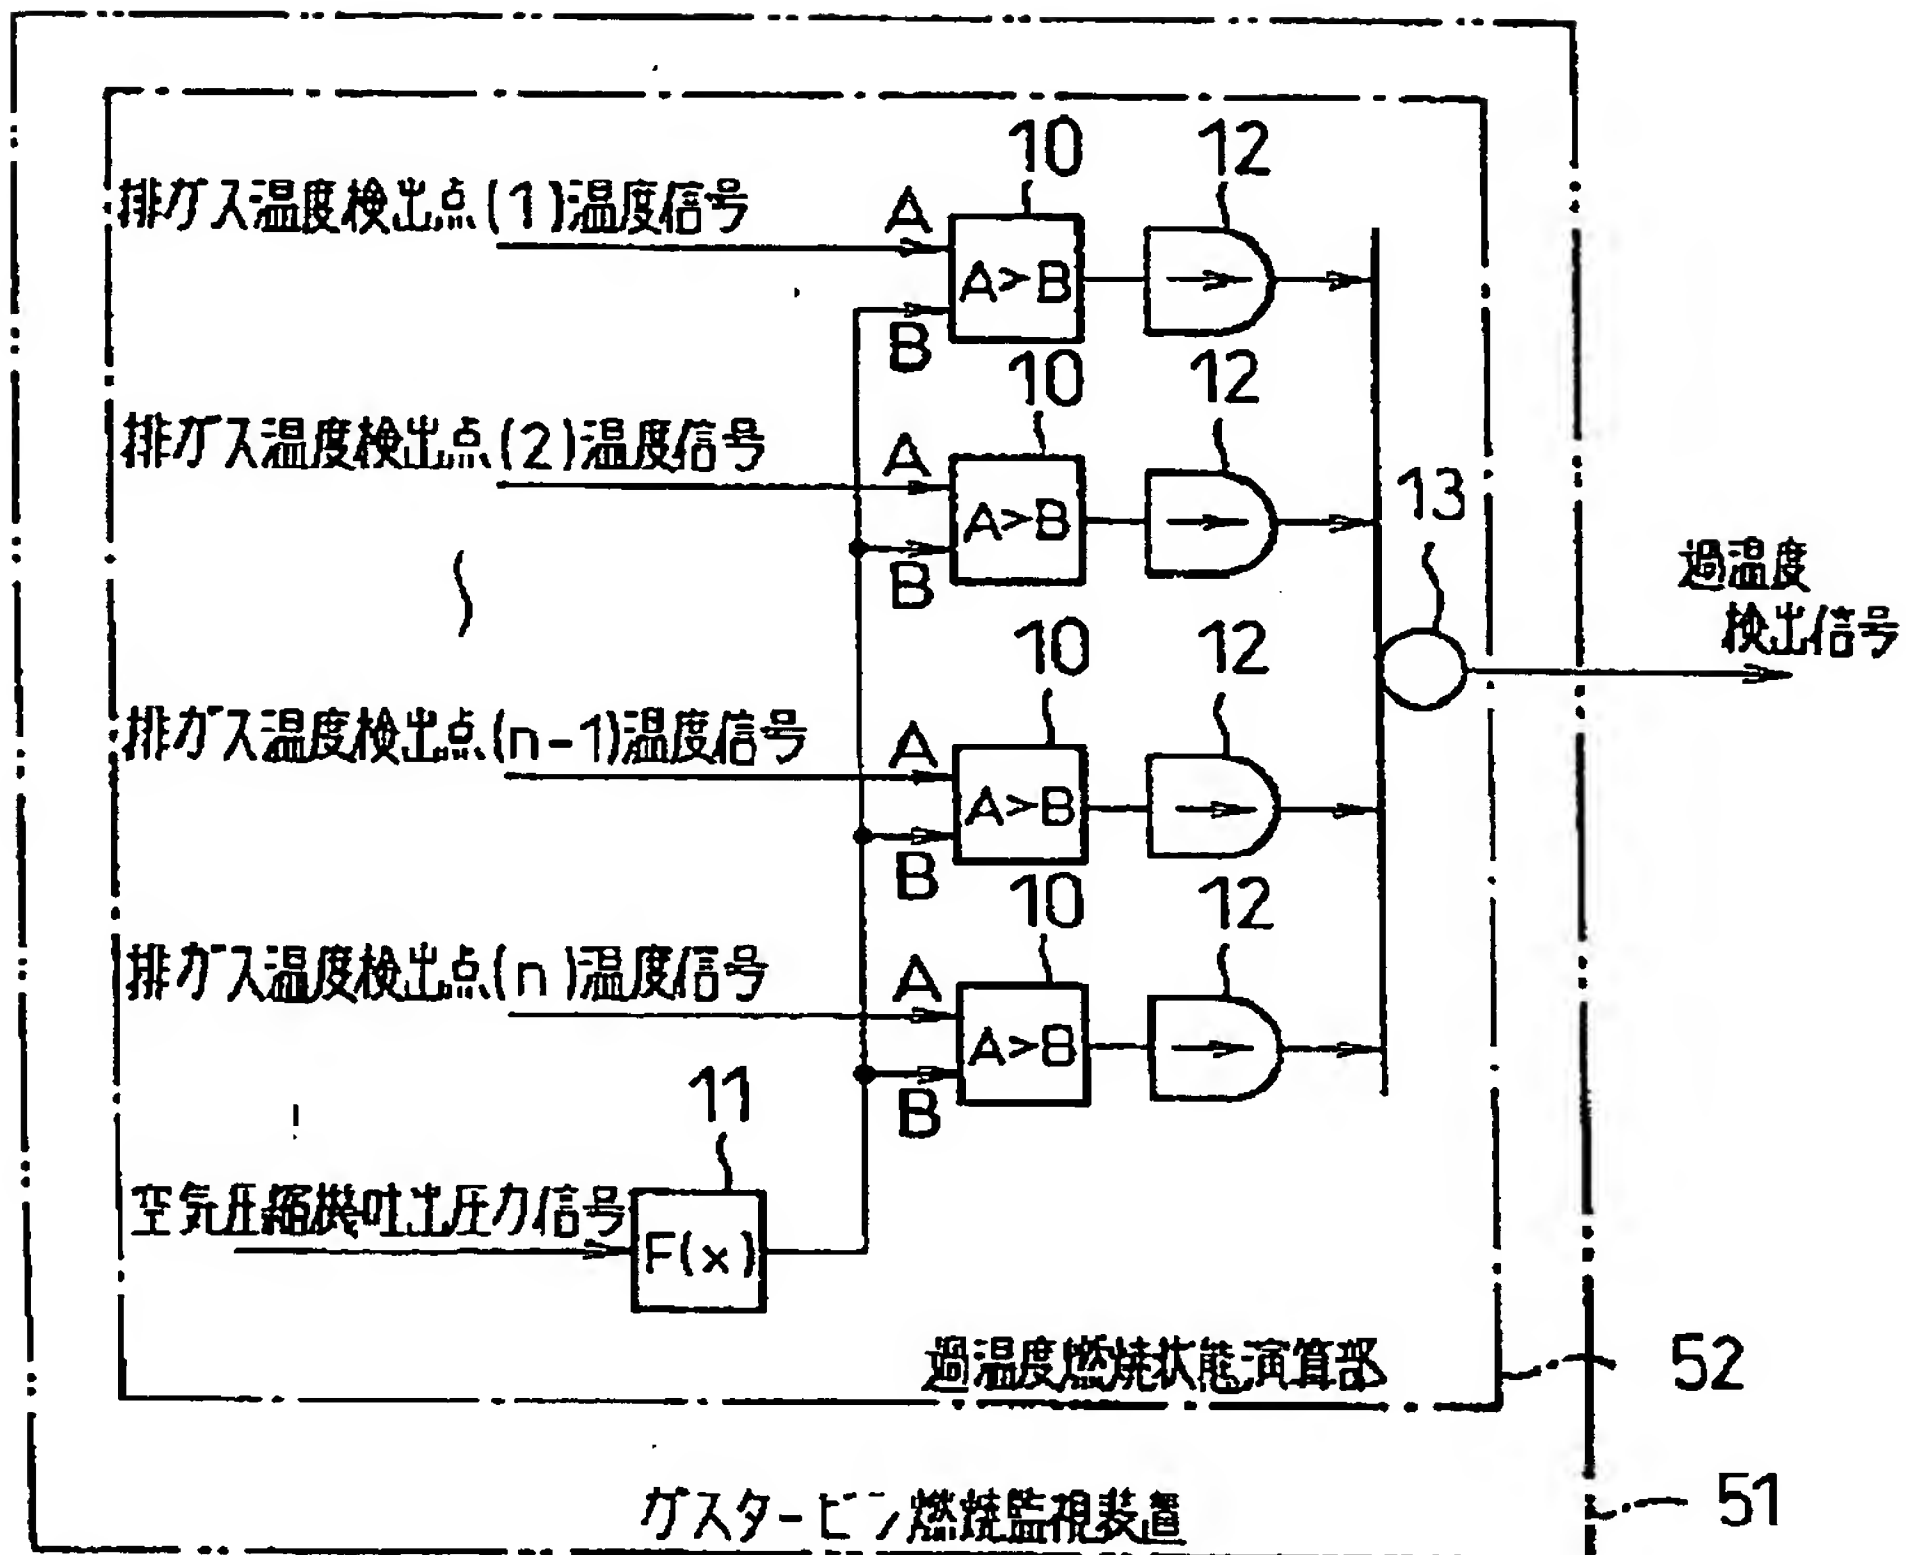 10 12
排ガス温度検出点(1)温度信号 A
A>B
B
10 12
排ガス温度検出点(2)温度信号 A
13
A>B
過温度
B
検出信号
10 12
排ガス温度検出点(n-1)温度信号 A
A>B
B
10 12
排ガス温度検出点(n)温度信号 A
A>B
11
B
空気圧縮機吐出圧力信号
F(x)
過温度燃焼状態演算部 52
ガスタービン燃焼監視装置 51